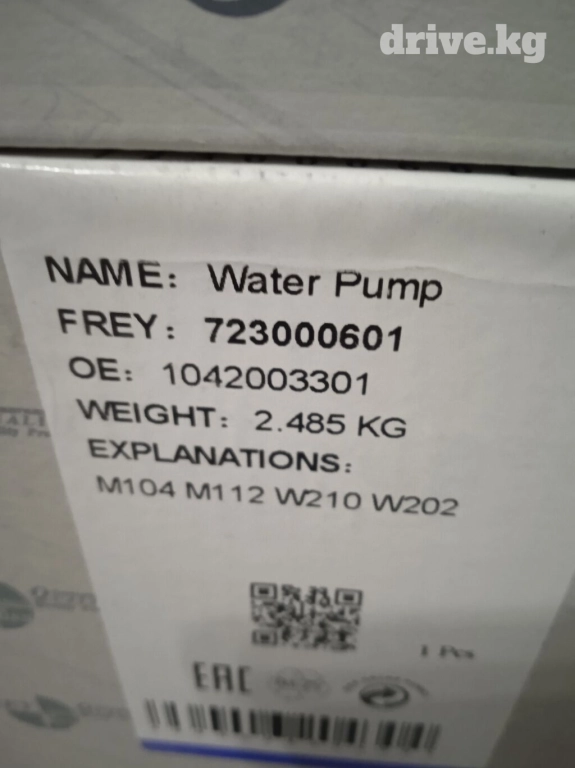 drive.kg
NAME: Water Pump
FREY: 723000601
OE: 1042003301
WEIGHT: 2.485 KG
EXPLANATIONS:
M104 M112 W210 W202
1 Pcs
EAC